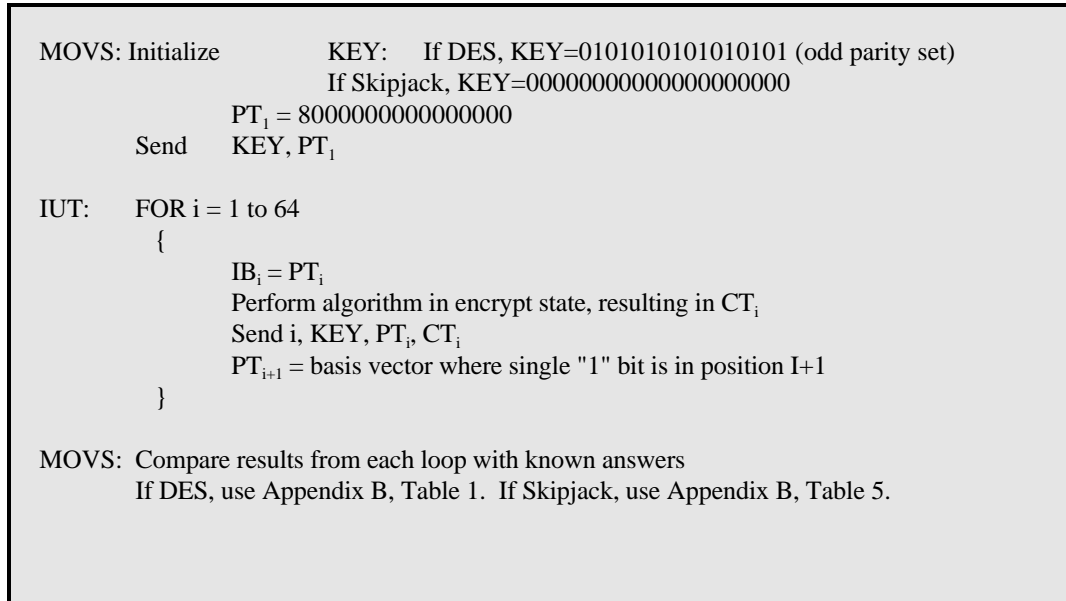 MOVS: Initialize KEY: If DES, KEY=0101010101010101 (odd parity set)
If Skipjack, KEY=00000000000000000000
PT₁ = 8000000000000000
Send KEY, PT₁
IUT: FOR i = 1 to 64
{
IBᵢ = PTᵢ
Perform algorithm in encrypt state, resulting in CTᵢ
Send i, KEY, PTᵢ, CTᵢ
PTᵢ₊₁ = basis vector where single "1" bit is in position I+1
}
MOVS: Compare results from each loop with known answers
If DES, use Appendix B, Table 1. If Skipjack, use Appendix B, Table 5.